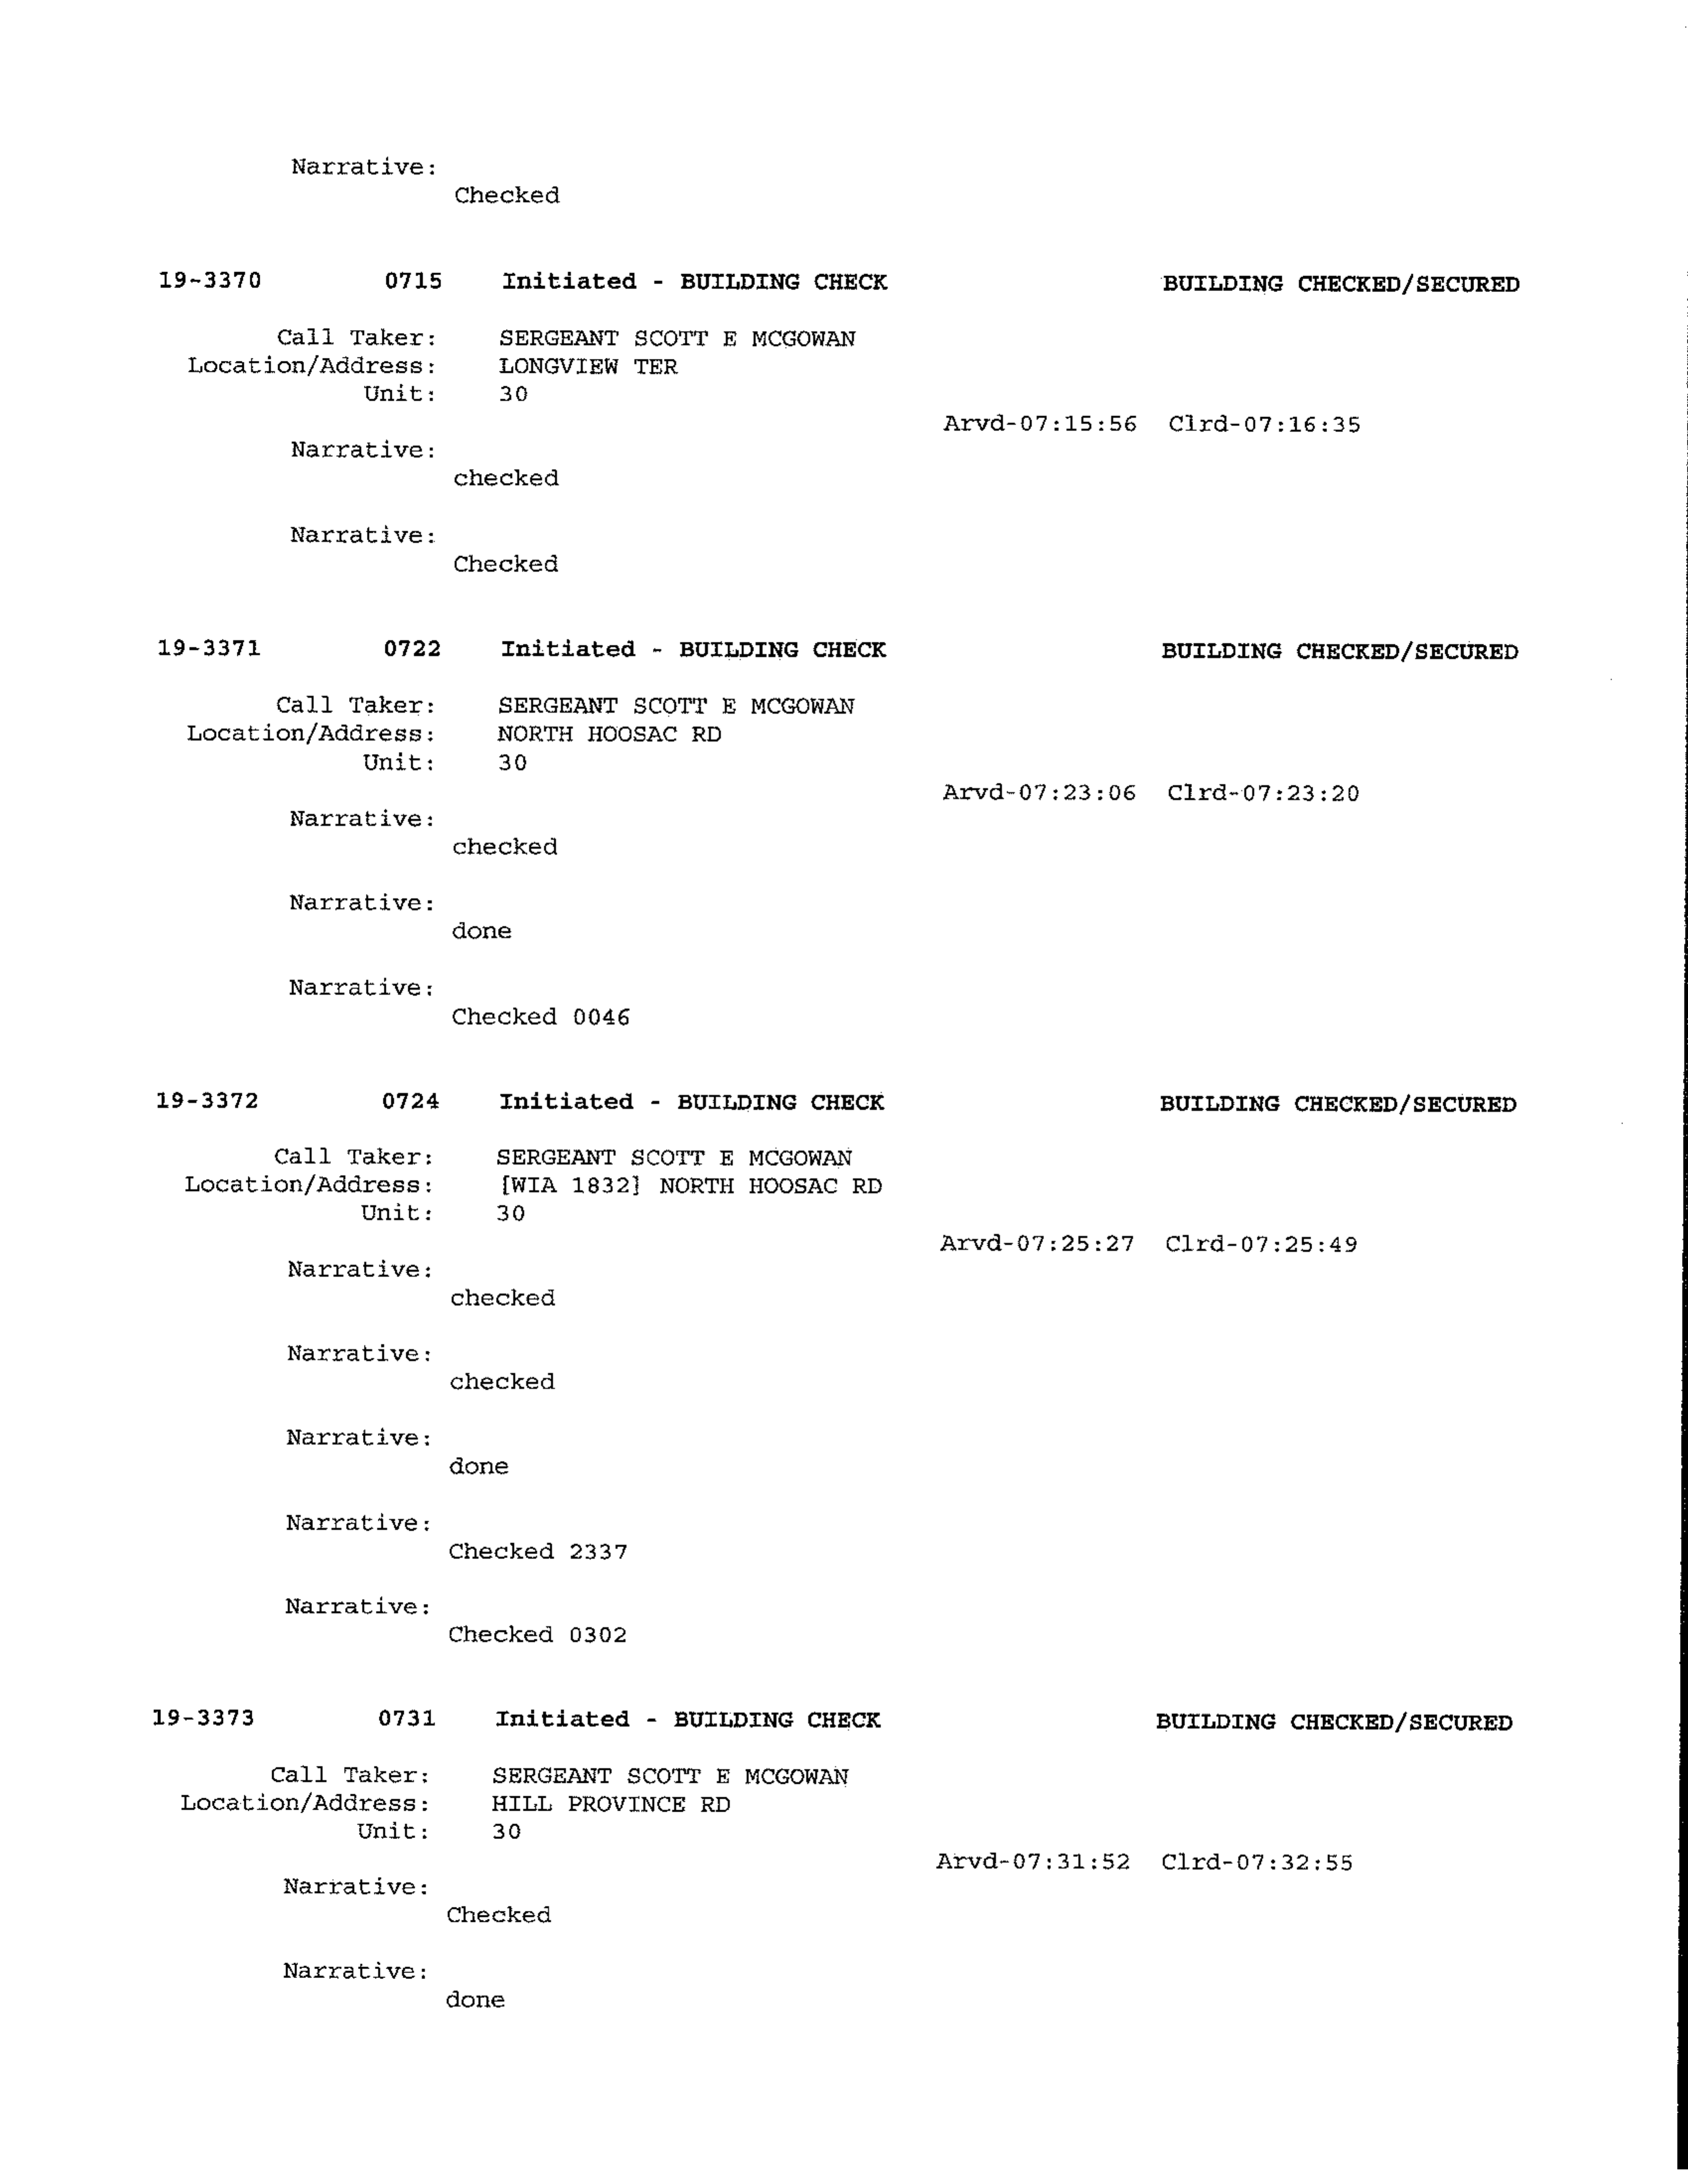 Narrative:
Checked
19-3370 0715 Initiated - BUILDING CHECK BUILDING CHECKED/SECURED
Call Taker: SERGEANT SCOTT E MCGOWAN
Location/Address: LONGVIEW TER
Unit: 30
Arvd-07:15:56 Clrd-07:16:35
Narrative:
checked
Narrative:
Checked
19-3371 0722 Initiated - BUILDING CHECK BUILDING CHECKED/SECURED
Call Taker: SERGEANT SCOTT E MCGOWAN
Location/Address: NORTH HOOSAC RD
Unit: 30
Arvd-07:23:06 Clrd-07:23:20
Narrative:
checked
Narrative:
done
Narrative:
Checked 0046
19-3372 0724 Initiated - BUILDING CHECK BUILDING CHECKED/SECURED
Call Taker: SERGEANT SCOTT E MCGOWAN
Location/Address: [WIA 1832] NORTH HOOSAC RD
Unit: 30
Arvd-07:25:27 Clrd-07:25:49
Narrative:
checked
Narrative:
checked
Narrative:
done
Narrative:
Checked 2337
Narrative:
Checked 0302
19-3373 0731 Initiated - BUILDING CHECK BUILDING CHECKED/SECURED
Call Taker: SERGEANT SCOTT E MCGOWAN
Location/Address: HILL PROVINCE RD
Unit: 30
Arvd-07:31:52 Clrd-07:32:55
Narrative:
Checked
Narrative:
done